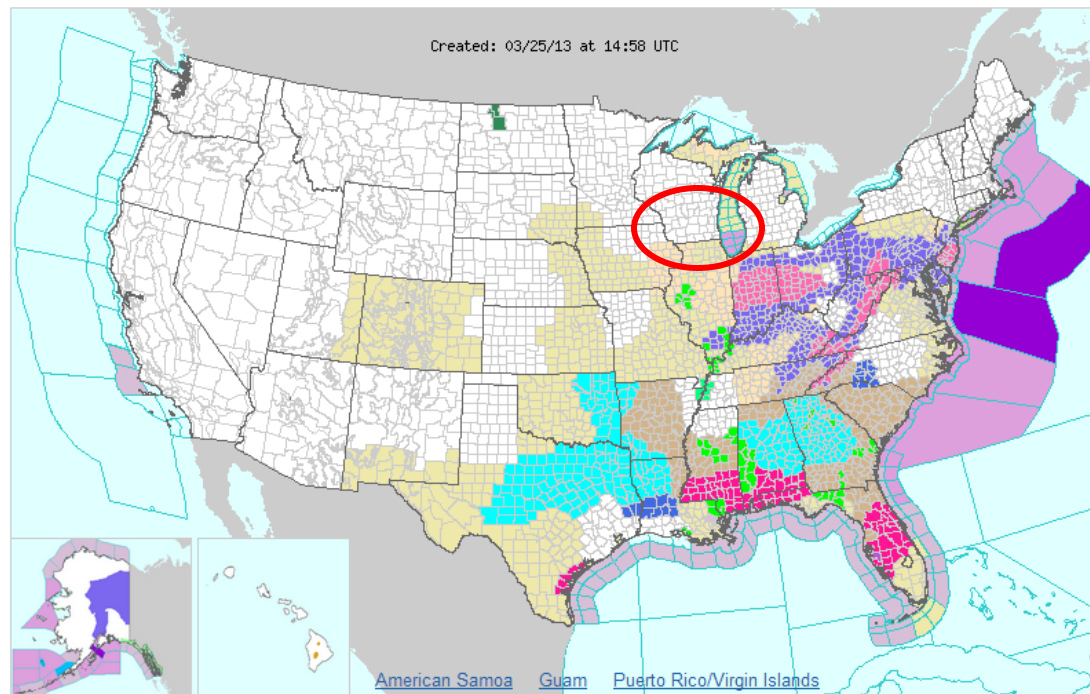 Created: 03/25/13 at 14:58 UTC
American Samoa Guam Puerto Rico/Virgin Islands